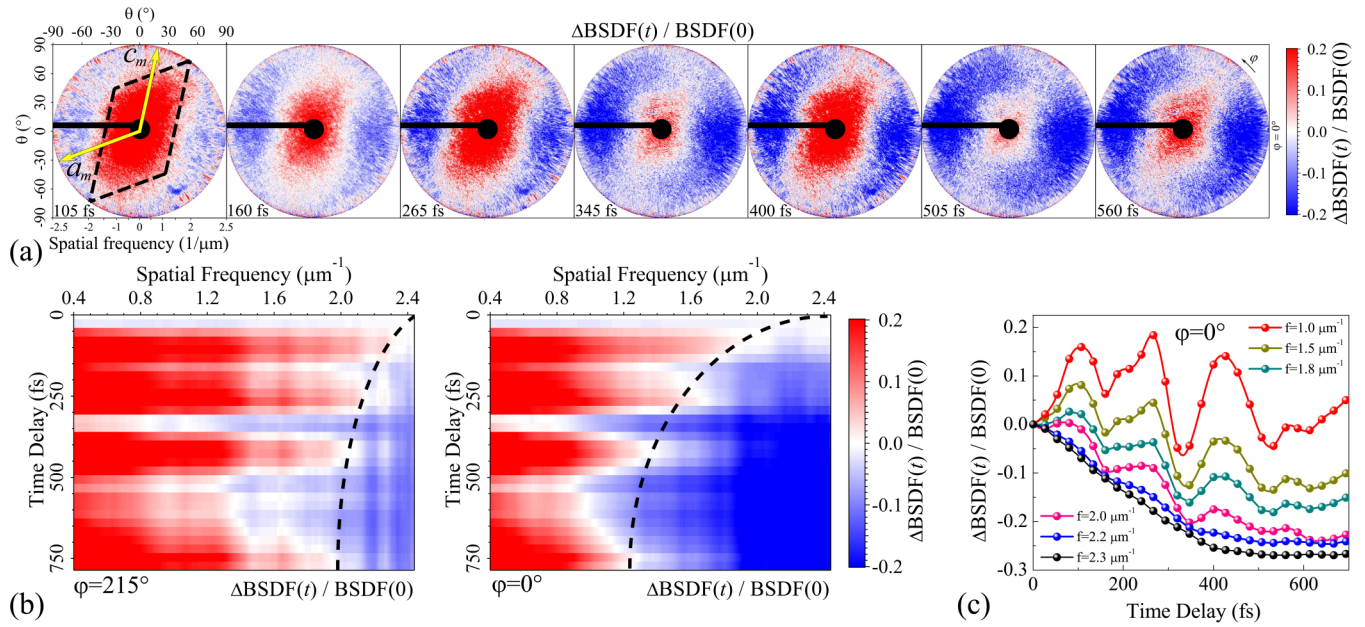 θ (°)
-90 -60 -30 0 30 60 90
ΔBSDF(t) / BSDF(0)
90
60
30
0
-30
-60
-90
θ (°)
c_m
a_m
105 fs
160 fs
265 fs
345 fs
400 fs
505 fs
560 fs
φ
φ = 0°
0.2
0.1
0.0
-0.1
-0.2
ΔBSDF(t) / BSDF(0)
-2.5 -2 -1 0 1 2 2.5
Spatial frequency (1/μm)
(a)
Spatial Frequency (μm⁻¹)
0.4 0.8 1.2 1.6 2.0 2.4
0
250
500
750
Time Delay (fs)
φ=215°
ΔBSDF(t) / BSDF(0)
(b)
Spatial Frequency (μm⁻¹)
0.4 0.8 1.2 1.6 2.0 2.4
0
250
500
750
Time Delay (fs)
φ=0°
ΔBSDF(t) / BSDF(0)
0.2
0.1
0.0
-0.1
-0.2
ΔBSDF(t) / BSDF(0)
φ=0°
f=1.0 μm⁻¹
f=1.5 μm⁻¹
f=1.8 μm⁻¹
f=2.0 μm⁻¹
f=2.2 μm⁻¹
f=2.3 μm⁻¹
0.2
0.1
0.0
-0.1
-0.2
-0.3
ΔBSDF(t) / BSDF(0)
0 200 400 600
Time Delay (fs)
(c)